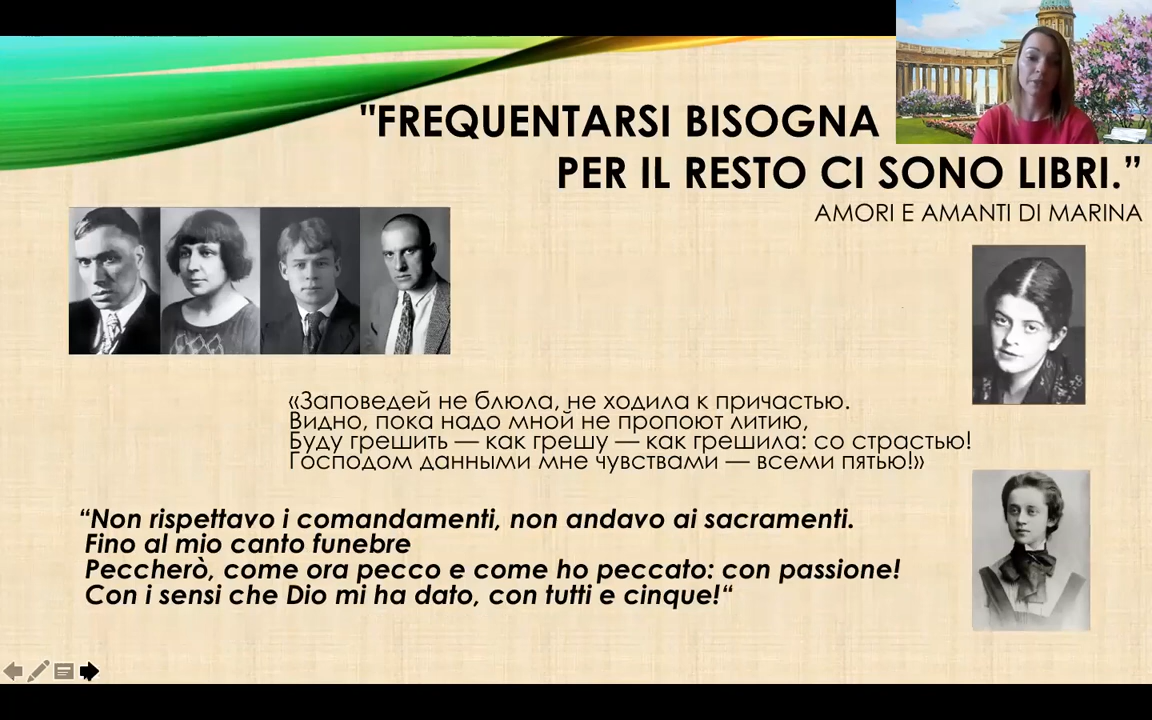 "FREQUENTARSI BISOGNA
PER IL RESTO CI SONO LIBRI.”
AMORI E AMANTI DI MARINA
«Заповедей не блюла, не ходила к причастью.
Видно, пока надо мной не пропоют литию,
Буду грешить — как грешу — как грешила: со страстью!
Господом данными мне чувствами — всеми пятью!»
“Non rispettavo i comandamenti, non andavo ai sacramenti.
Fino al mio canto funebre
Peccherò, come ora pecco e come ho peccato: con passione!
Con i sensi che Dio mi ha dato, con tutti e cinque!“